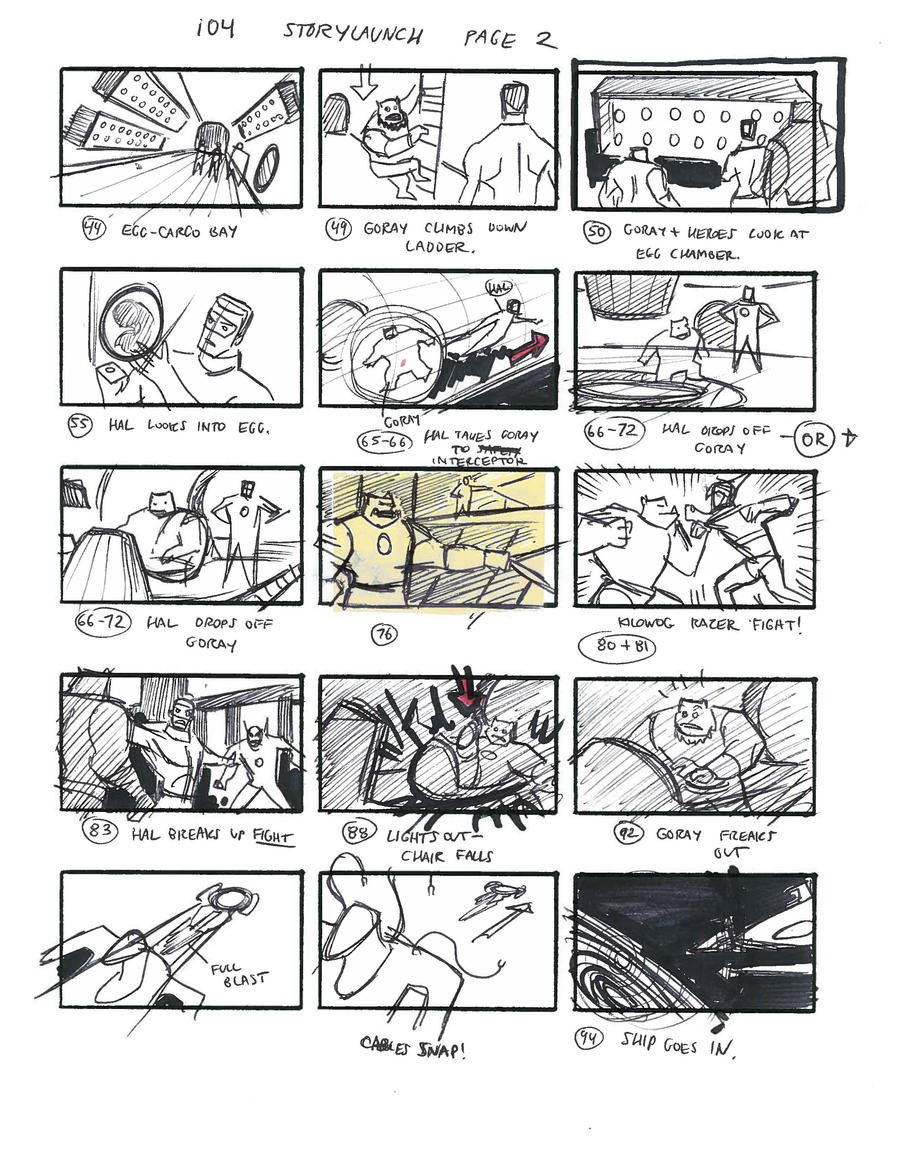 104 STORYLAUNCH PAGE 2
44 EGG-CARGO BAY
49 GORAY CLIMBS DOWN
LADDER.
50 GORAY + HEROES LOOK AT
EGG CHAMBER.
55 HAL LOOKS INTO EGG.
HAL
GORAY
65-66 HAL TAKES GORAY
TO
INTERCEPTOR
66-72 HAL DROPS OFF
GORAY
OR
66-72 HAL DROPS OFF
GORAY
76
KILOWOG RAZER FIGHT!
80 + 81
83 HAL BREAKS UP FIGHT
88 LIGHTS OUT -
CHAIR FALLS
92 GORAY FREAKS
OUT
FULL
BLAST
CABLES SNAP!
94 SHIP GOES IN.